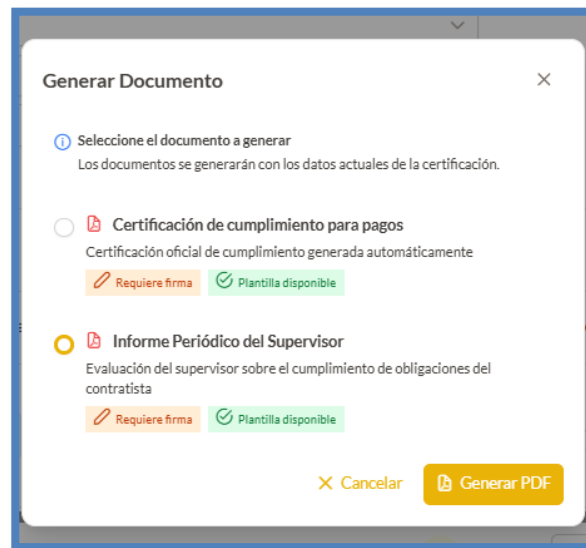 Generar Documento
Seleccione el documento a generar
Los documentos se generarán con los datos actuales de la certificación.
Certificación de cumplimiento para pagos
Certificación oficial de cumplimiento generada automáticamente
Requiere firma Plantilla disponible
Informe Periódico del Supervisor
Evaluación del supervisor sobre el cumplimiento de obligaciones del
contratista
Requiere firma Plantilla disponible
Cancelar Generar PDF